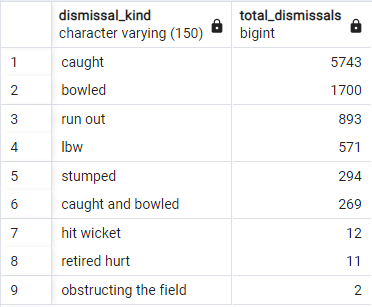 dismissal_kind total_dismissals
character varying (150) bigint
1 caught 5743
2 bowled 1700
3 run out 893
4 lbw 571
5 stumped 294
6 caught and bowled 269
7 hit wicket 12
8 retired hurt 11
9 obstructing the field 2